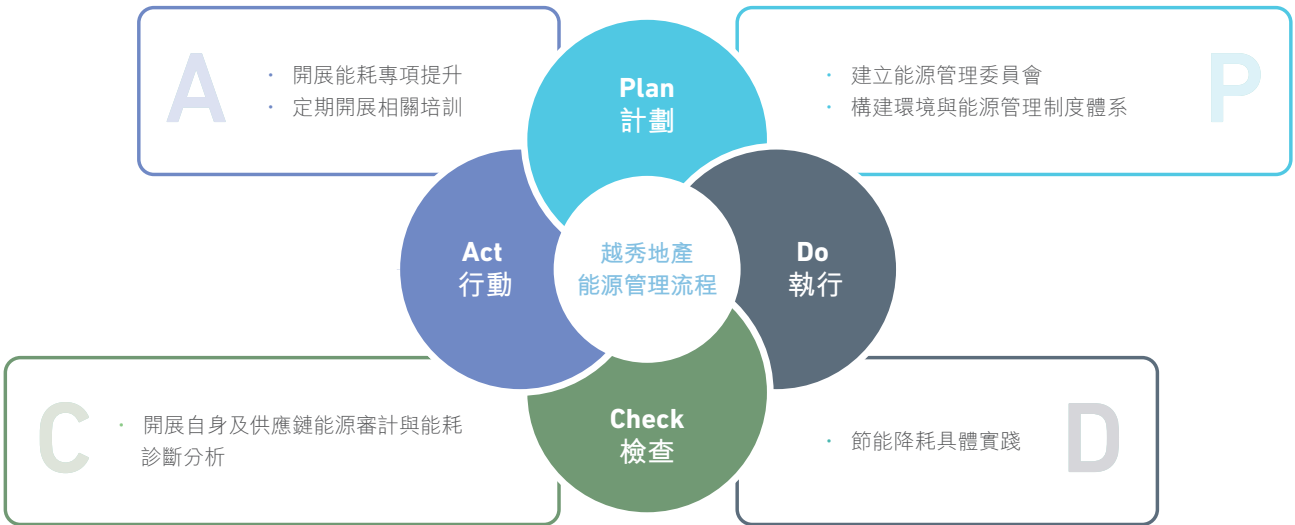 A
· 開展能耗專項提升
· 定期開展相關培訓
Plan
計劃
· 建立能源管理委員會
· 構建環境與能源管理制度體系
P
Act
行動
越秀地產
能源管理流程
Do
執行
C
· 開展自身及供應鏈能源審計與能耗
診斷分析
Check
檢查
· 節能降耗具體實踐
D